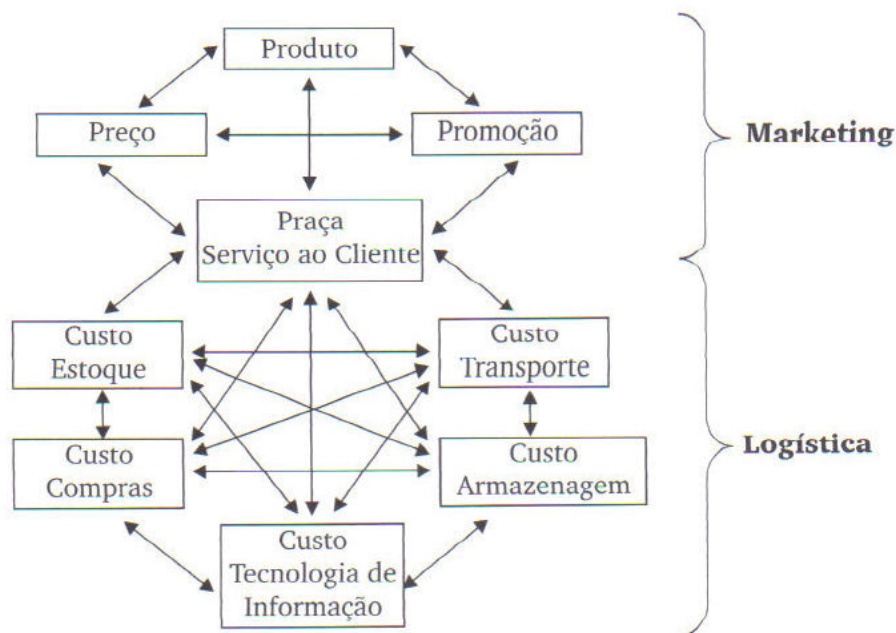 Produto
Preço
Promoção
Marketing
Praça
Serviço ao Cliente
Custo
Estoque
Custo
Transporte
Custo
Compras
Custo
Armazenagem
Logística
Custo
Tecnologia de
Informação